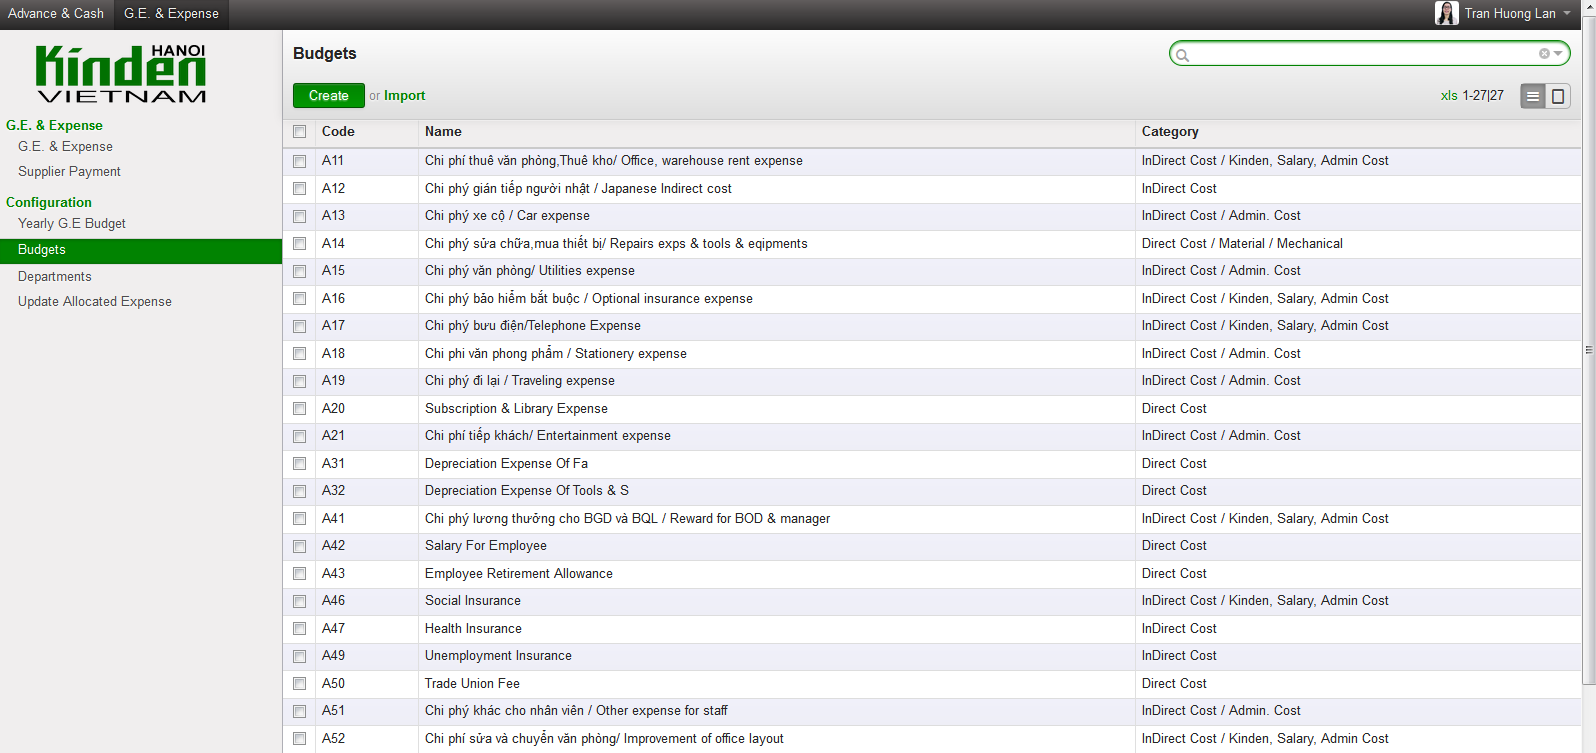 Advance & Cash G.E. & Expense Tran Huong Lan
HANOI
Kinden
VIETNAM
Budgets
Create or Import xls 1-27|27
G.E. & Expense
G.E. & Expense
Supplier Payment
Configuration
Yearly G.E Budget
Budgets
Departments
Update Allocated Expense
Code Name Category
A11 Chi phí thuê văn phòng,Thuê kho/ Office, warehouse rent expense InDirect Cost / Kinden, Salary, Admin Cost
A12 Chi phý gián tiếp người nhật / Japanese Indirect cost InDirect Cost
A13 Chi phý xe cộ / Car expense InDirect Cost / Admin. Cost
A14 Chi phý sửa chữa,mua thiết bị/ Repairs exps & tools & eqipments Direct Cost / Material / Mechanical
A15 Chi phý văn phòng/ Utilities expense InDirect Cost / Admin. Cost
A16 Chi phý bảo hiểm bắt buộc / Optional insurance expense InDirect Cost / Kinden, Salary, Admin Cost
A17 Chi phý bưu điện/Telephone Expense InDirect Cost / Kinden, Salary, Admin Cost
A18 Chi phi văn phong phẩm / Stationery expense InDirect Cost / Admin. Cost
A19 Chi phý đi lại / Traveling expense InDirect Cost / Admin. Cost
A20 Subscription & Library Expense Direct Cost
A21 Chi phí tiếp khách/ Entertainment expense InDirect Cost / Admin. Cost
A31 Depreciation Expense Of Fa Direct Cost
A32 Depreciation Expense Of Tools & S Direct Cost
A41 Chi phý lương thưởng cho BGD và BQL / Reward for BOD & manager InDirect Cost / Kinden, Salary, Admin Cost
A42 Salary For Employee Direct Cost
A43 Employee Retirement Allowance Direct Cost
A46 Social Insurance InDirect Cost / Kinden, Salary, Admin Cost
A47 Health Insurance InDirect Cost
A49 Unemployment Insurance InDirect Cost
A50 Trade Union Fee Direct Cost
A51 Chi phý khác cho nhân viên / Other expense for staff InDirect Cost / Admin. Cost
A52 Chi phí sửa và chuyển văn phòng/ Improvement of office layout InDirect Cost / Kinden, Salary, Admin Cost